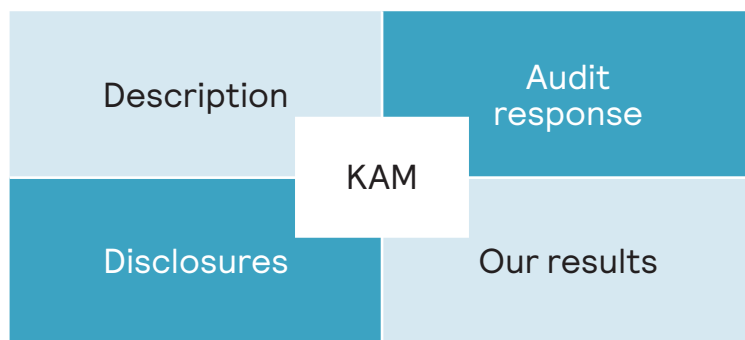 Description
Audit
response
KAM
Disclosures
Our results